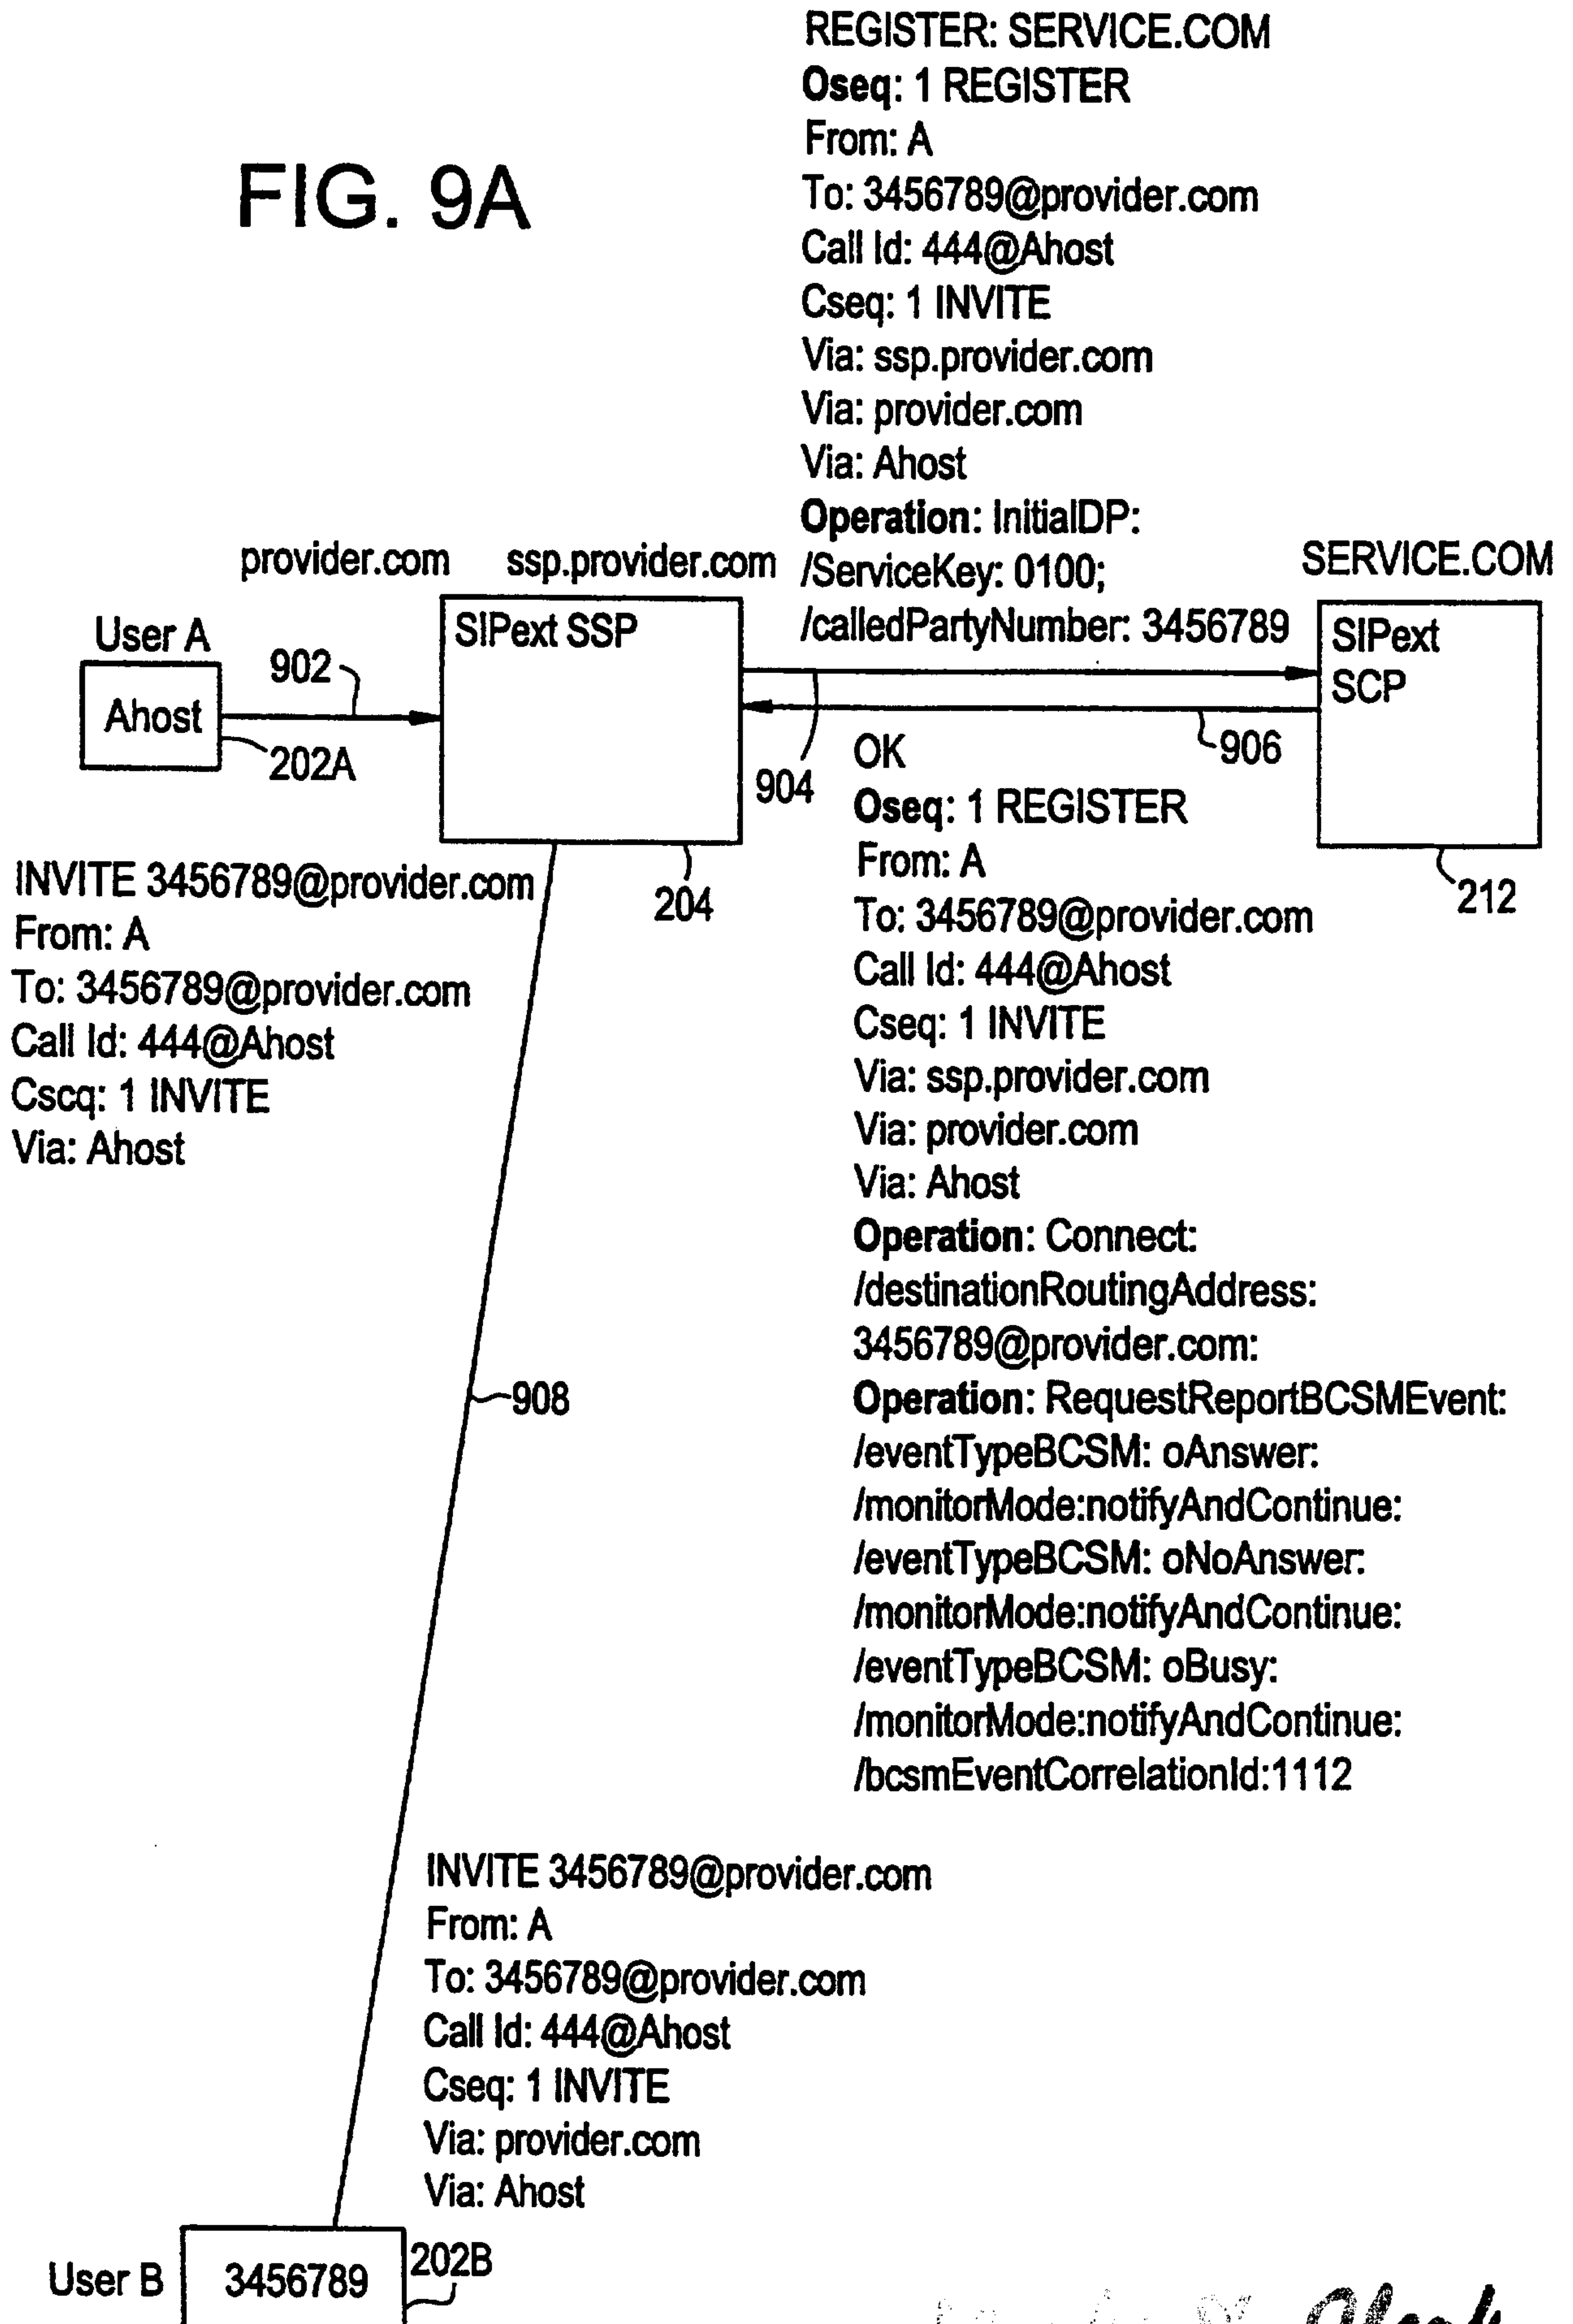 FIG. 9A
REGISTER: SERVICE.COM
Oseq: 1 REGISTER
From: A
To: 3456789@provider.com
Call Id: 444@Ahost
Cseq: 1 INVITE
Via: ssp.provider.com
Via: provider.com
Via: Ahost
Operation: InitialDP:
/ServiceKey: 0100;
/calledPartyNumber: 3456789
provider.com
ssp.provider.com
SERVICE.COM
User A
Ahost
902
202A
SIPext SSP
204
SIPext
SCP
212
904
906
OK
Oseq: 1 REGISTER
From: A
To: 3456789@provider.com
Call Id: 444@Ahost
Cseq: 1 INVITE
Via: ssp.provider.com
Via: provider.com
Via: Ahost
Operation: Connect:
/destinationRoutingAddress:
3456789@provider.com:
Operation: RequestReportBCSMEvent:
/eventTypeBCSM: oAnswer:
/monitorMode:notifyAndContinue:
/eventTypeBCSM: oNoAnswer:
/monitorMode:notifyAndContinue:
/eventTypeBCSM: oBusy:
/monitorMode:notifyAndContinue:
/bcsmEventCorrelationId:1112
INVITE 3456789@provider.com
From: A
To: 3456789@provider.com
Call Id: 444@Ahost
Cscq: 1 INVITE
Via: Ahost
908
INVITE 3456789@provider.com
From: A
To: 3456789@provider.com
Call Id: 444@Ahost
Cseq: 1 INVITE
Via: provider.com
Via: Ahost
User B
3456789
202B